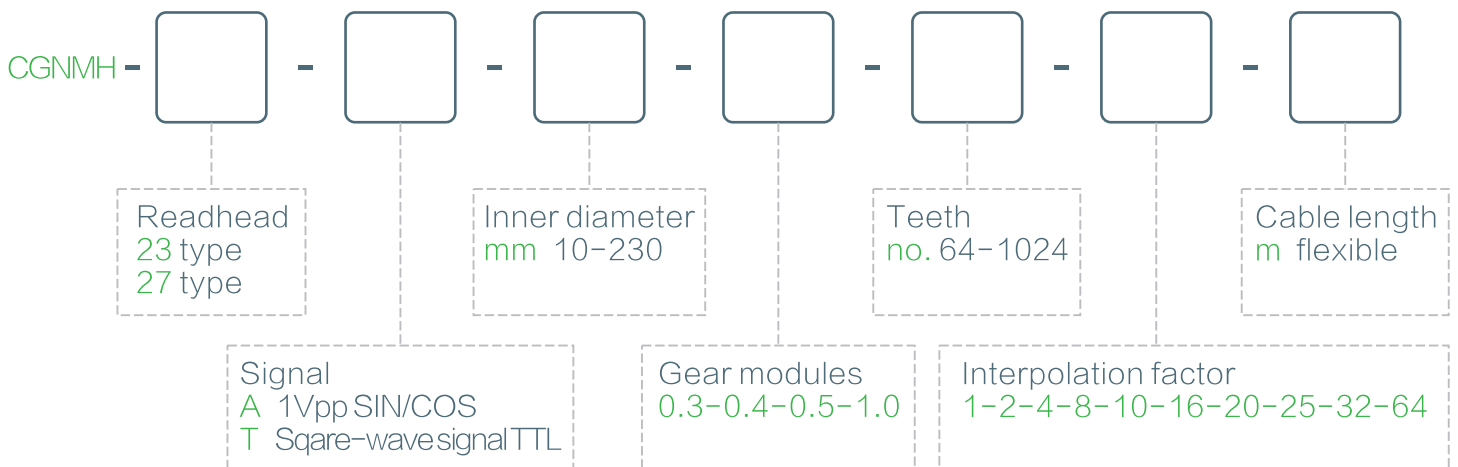 CGNMH - - - - - - -
Readhead
23 type
27 type
Inner diameter
mm 10-230
Teeth
no. 64-1024
Cable length
m flexible
Signal
A 1Vpp SIN/COS
T Sqare-wave signal TTL
Gear modules
0.3-0.4-0.5-1.0
Interpolation factor
1-2-4-8-10-16-20-25-32-64